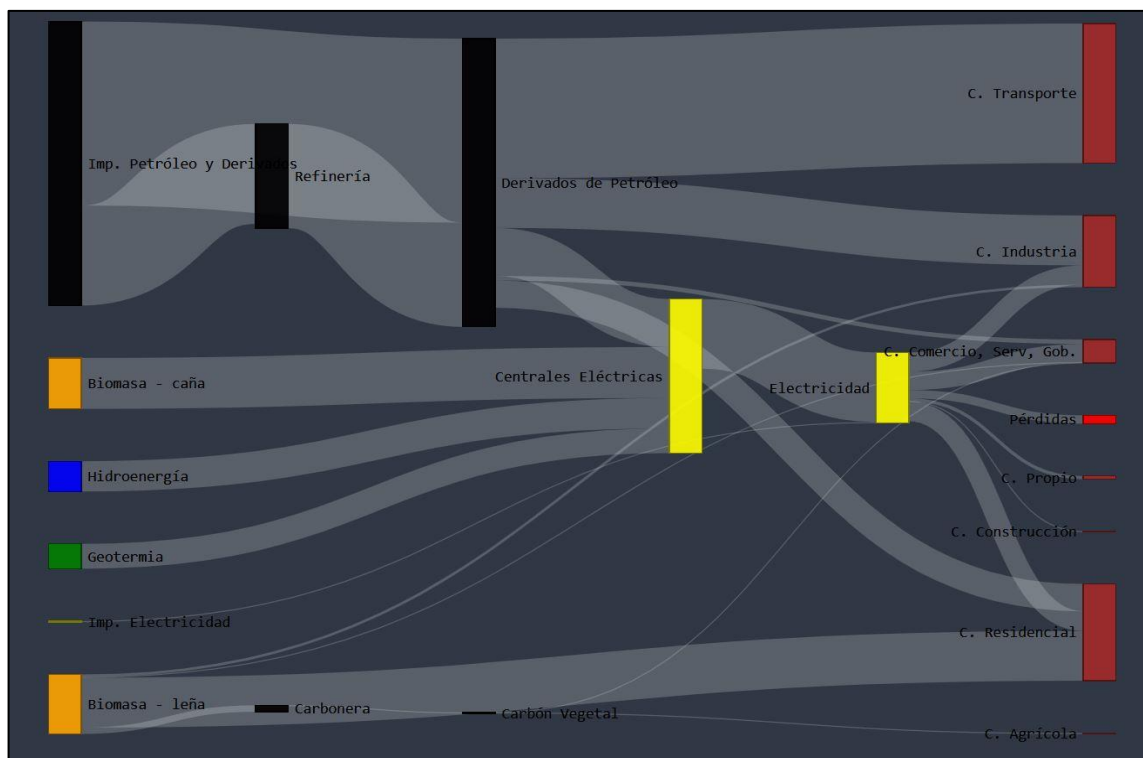 C. Transporte
Imp. Petróleo y Derivados
Refinería
Derivados de Petróleo
C. Industria
C. Comercio, Serv, Gob.
Biomasa - caña
Centrales Eléctricas
Electricidad
Pérdidas
Hidroenergía
C. Propio
C. Construcción
Geotermia
Imp. Electricidad
C. Residencial
Biomasa - leña
Carbonera
Carbón Vegetal
C. Agrícola